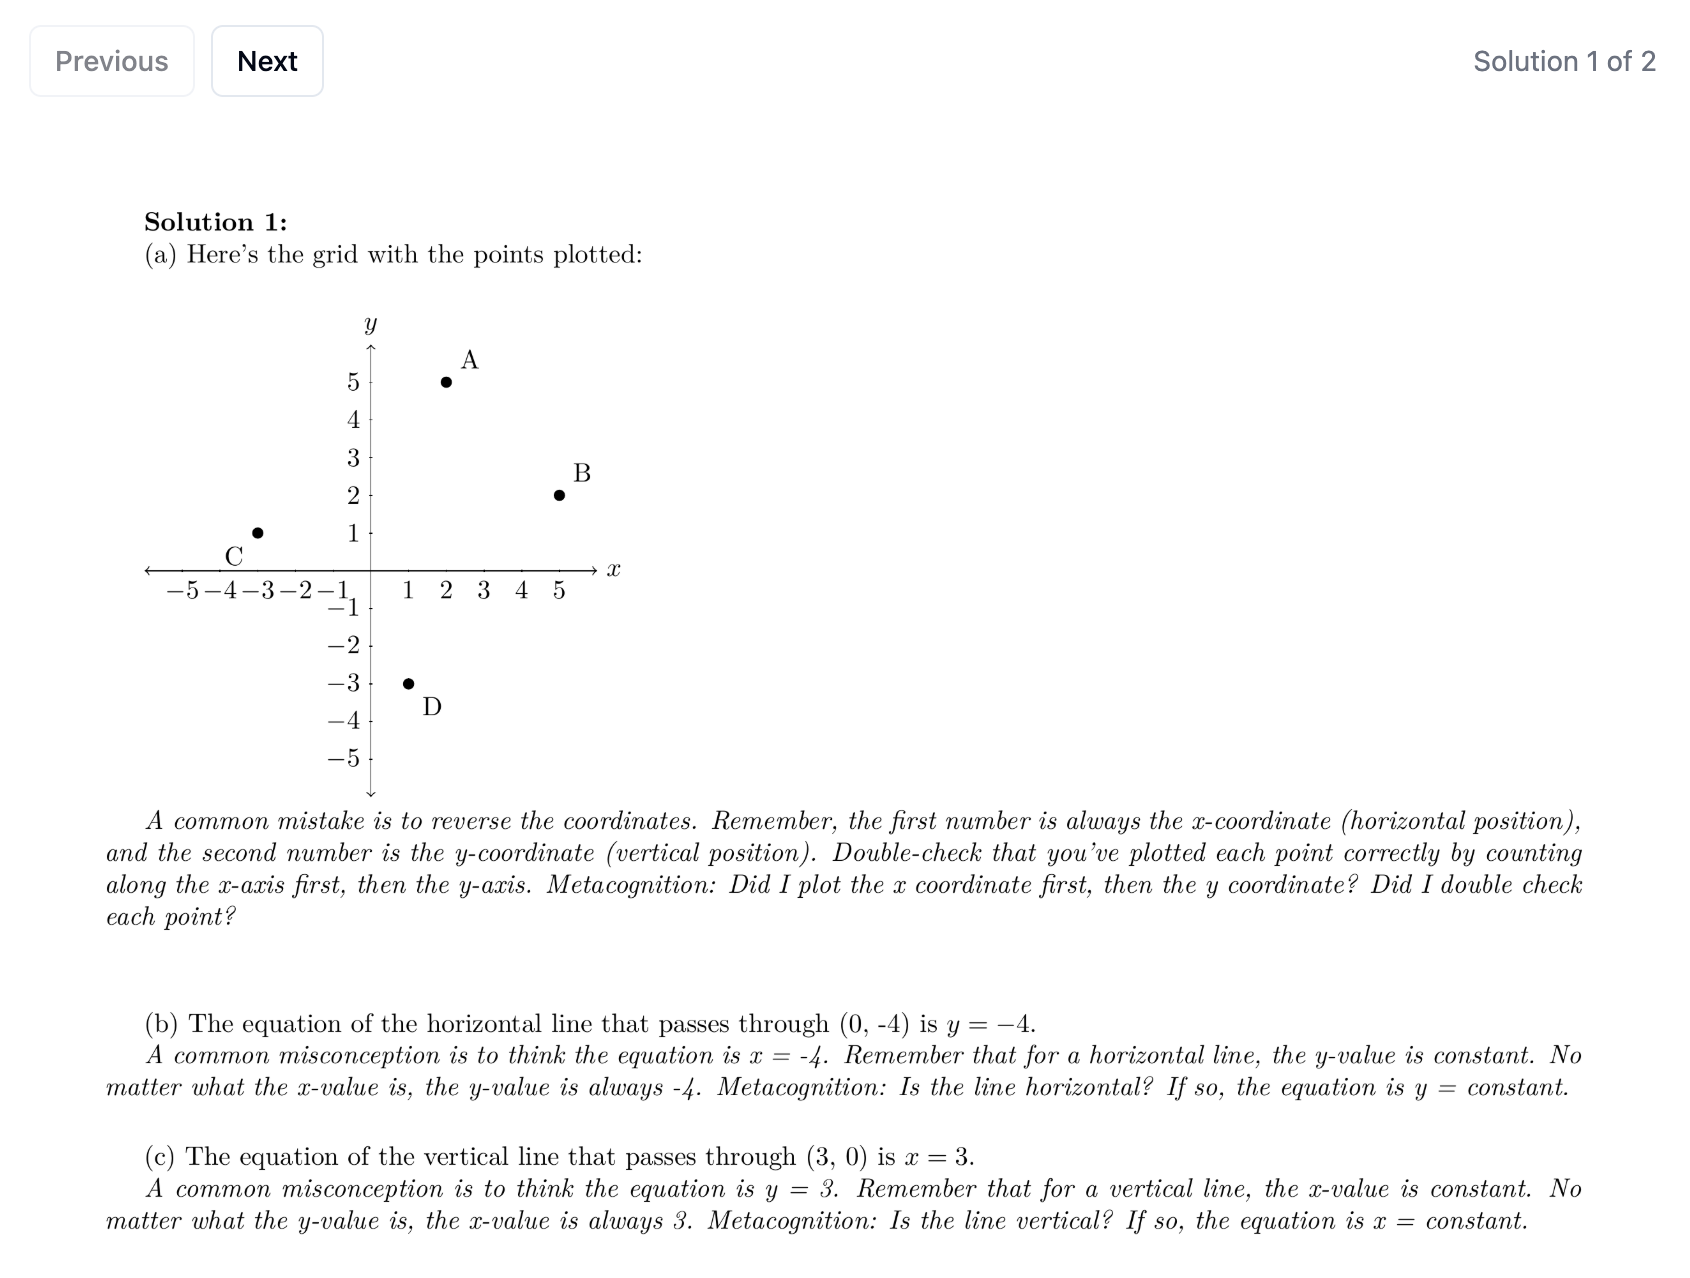 Previous
Next
Solution 1 of 2
Solution 1:
(a) Here's the grid with the points plotted:
y
A
5
4
3
B
2
1
C
x
−5 −4 −3 −2 −1 1 2 3 4 5
−1
−2
−3
D
−4
−5
A common mistake is to reverse the coordinates. Remember, the first number is always the x-coordinate (horizontal position),
and the second number is the y-coordinate (vertical position). Double-check that you've plotted each point correctly by counting
along the x-axis first, then the y-axis. Metacognition: Did I plot the x coordinate first, then the y coordinate? Did I double check
each point?
(b) The equation of the horizontal line that passes through (0, -4) is y = −4.
A common misconception is to think the equation is x = -4. Remember that for a horizontal line, the y-value is constant. No
matter what the x-value is, the y-value is always -4. Metacognition: Is the line horizontal? If so, the equation is y = constant.
(c) The equation of the vertical line that passes through (3, 0) is x = 3.
A common misconception is to think the equation is y = 3. Remember that for a vertical line, the x-value is constant. No
matter what the y-value is, the x-value is always 3. Metacognition: Is the line vertical? If so, the equation is x = constant.